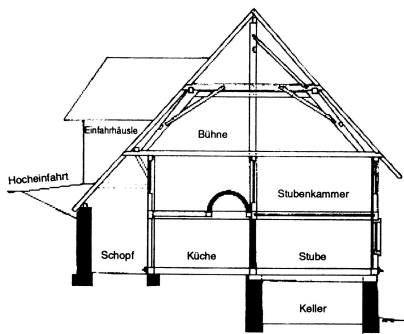 Einfahrhäusle
Bühne
Hocheinfahrt
Stubenkammer
Schopf
Küche
Stube
Keller